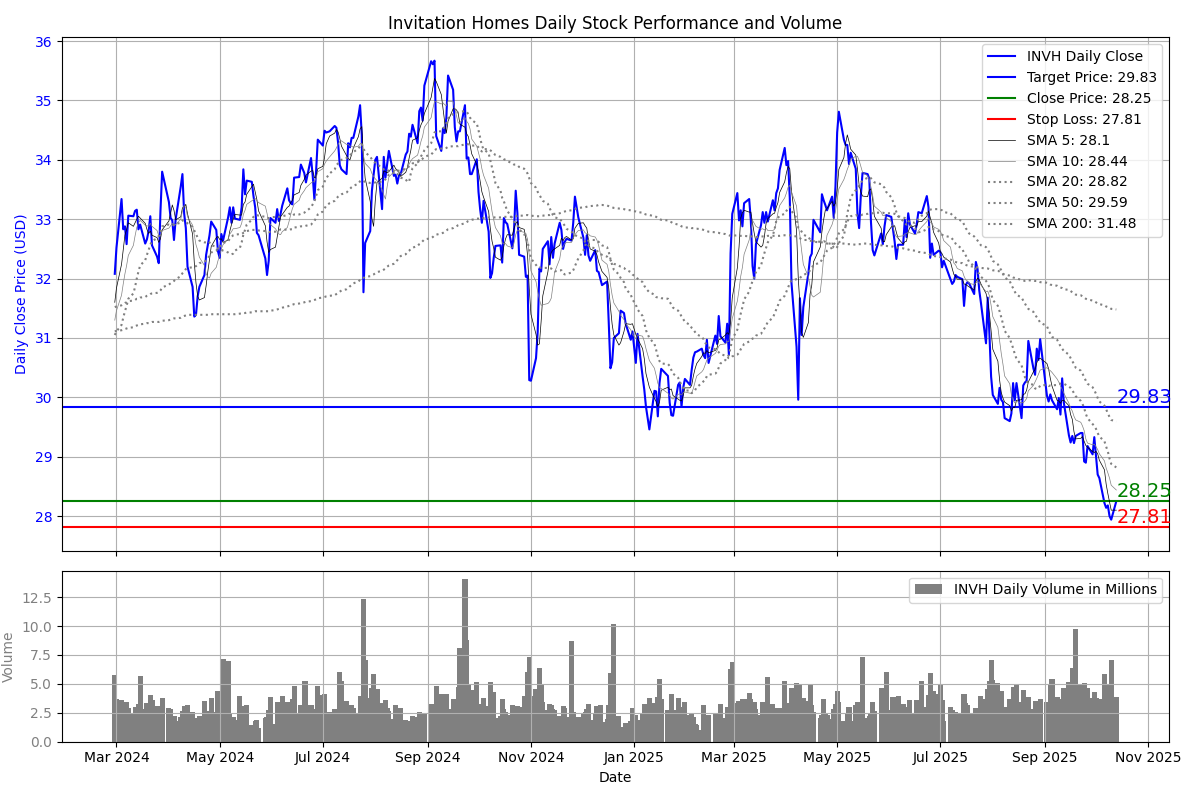 Invitation Homes Daily Stock Performance and Volume
36
35
34
33
32
31
30
29
28
Daily Close Price (USD)
INVH Daily Close
Target Price: 29.83
Close Price: 28.25
Stop Loss: 27.81
SMA 5: 28.1
SMA 10: 28.44
SMA 20: 28.82
SMA 50: 29.59
SMA 200: 31.48
29.83
28.25
27.81
12.5
10.0
7.5
5.0
2.5
0.0
Volume
INVH Daily Volume in Millions
Mar 2024 May 2024 Jul 2024 Sep 2024 Nov 2024 Jan 2025 Mar 2025 May 2025 Jul 2025 Sep 2025 Nov 2025
Date